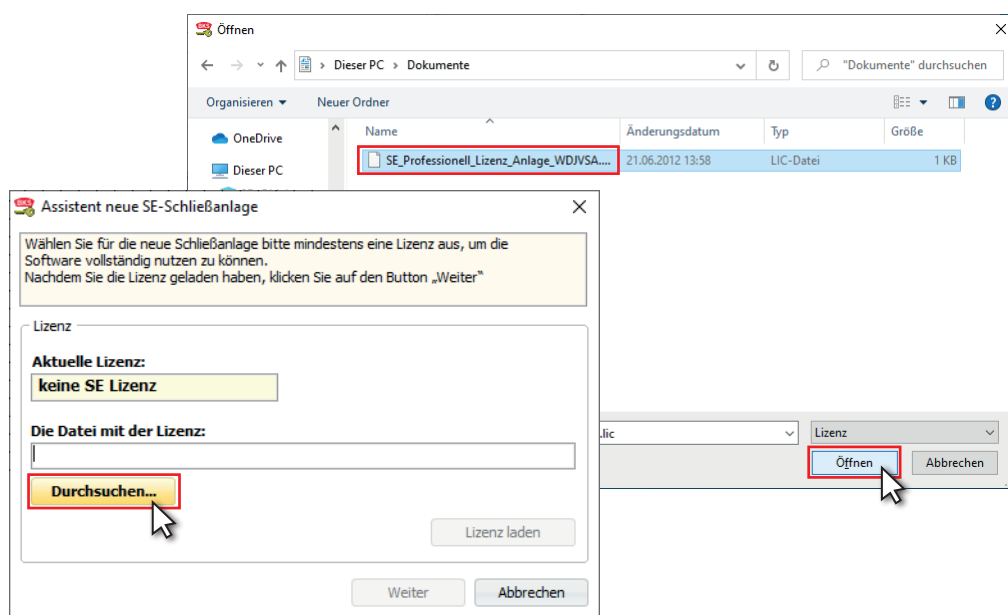 Öffnen
Dieser PC > Dokumente
"Dokumente" durchsuchen
Organisieren
Neuer Ordner
Name
Änderungsdatum
Typ
Größe
OneDrive
SE_Professionell_Lizenz_Anlage_WDJVSA....
21.06.2012 13:58
LIC-Datei
1 KB
Dieser PC
Assistent neue SE-Schließanlage
Wählen Sie für die neue Schließanlage bitte mindestens eine Lizenz aus, um die
Software vollständig nutzen zu können.
Nachdem Sie die Lizenz geladen haben, klicken Sie auf den Button „Weiter“
Lizenz
Aktuelle Lizenz:
keine SE Lizenz
Die Datei mit der Lizenz:
Durchsuchen...
Lizenz laden
Weiter
Abbrechen
.lic
Lizenz
Öffnen
Abbrechen